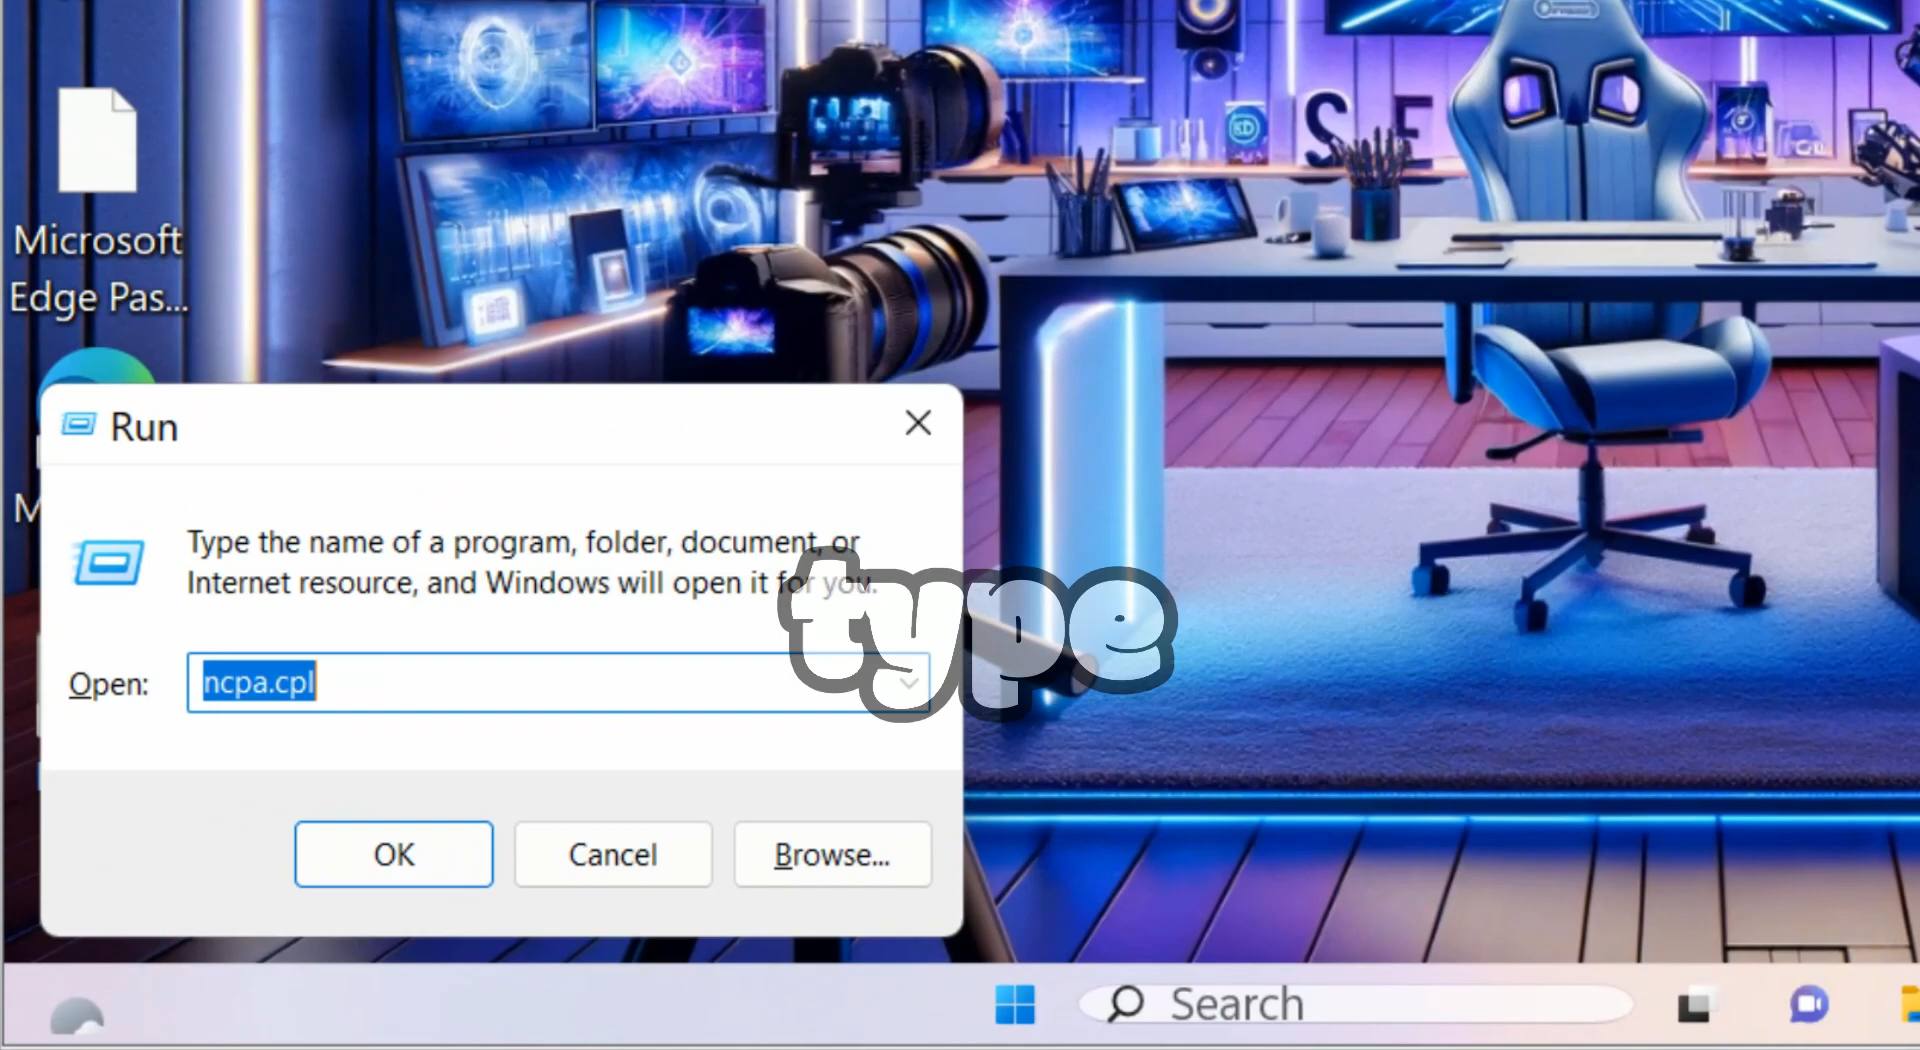 Microsoft
Edge Pas...
S E
M
Run
Type the name of a program, folder, document, or
Internet resource, and Windows will open it for you.
type
Open:
ncpa.cpl
OK
Cancel
Browse...
Search